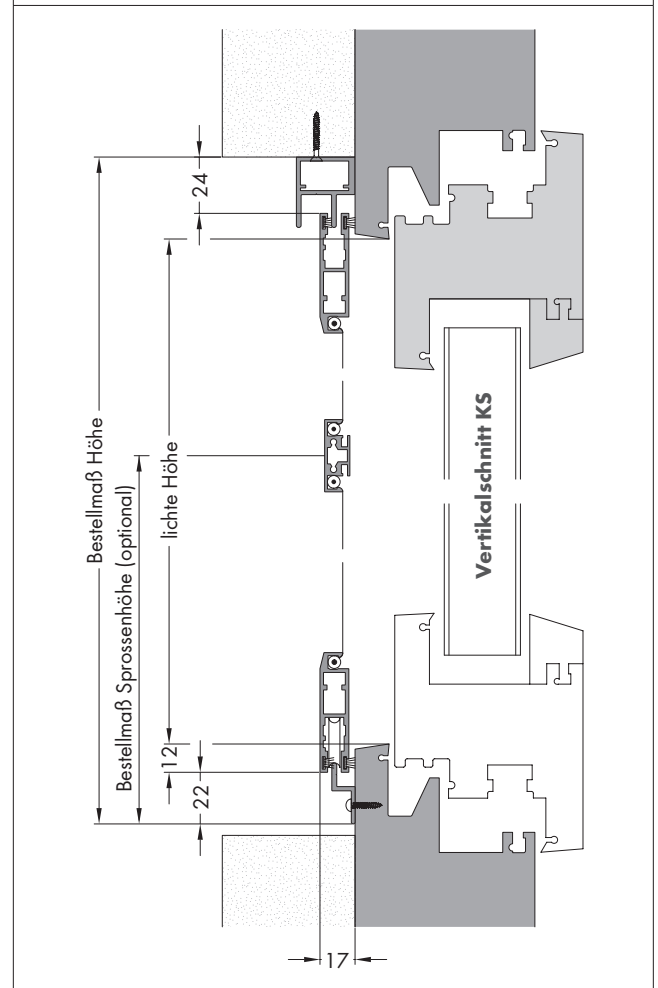 24
Bestellmaß Höhe
Bestellmaß Sprossenhöhe (optional)
lichte Höhe
Vertikalschnitt KS
12
22
17